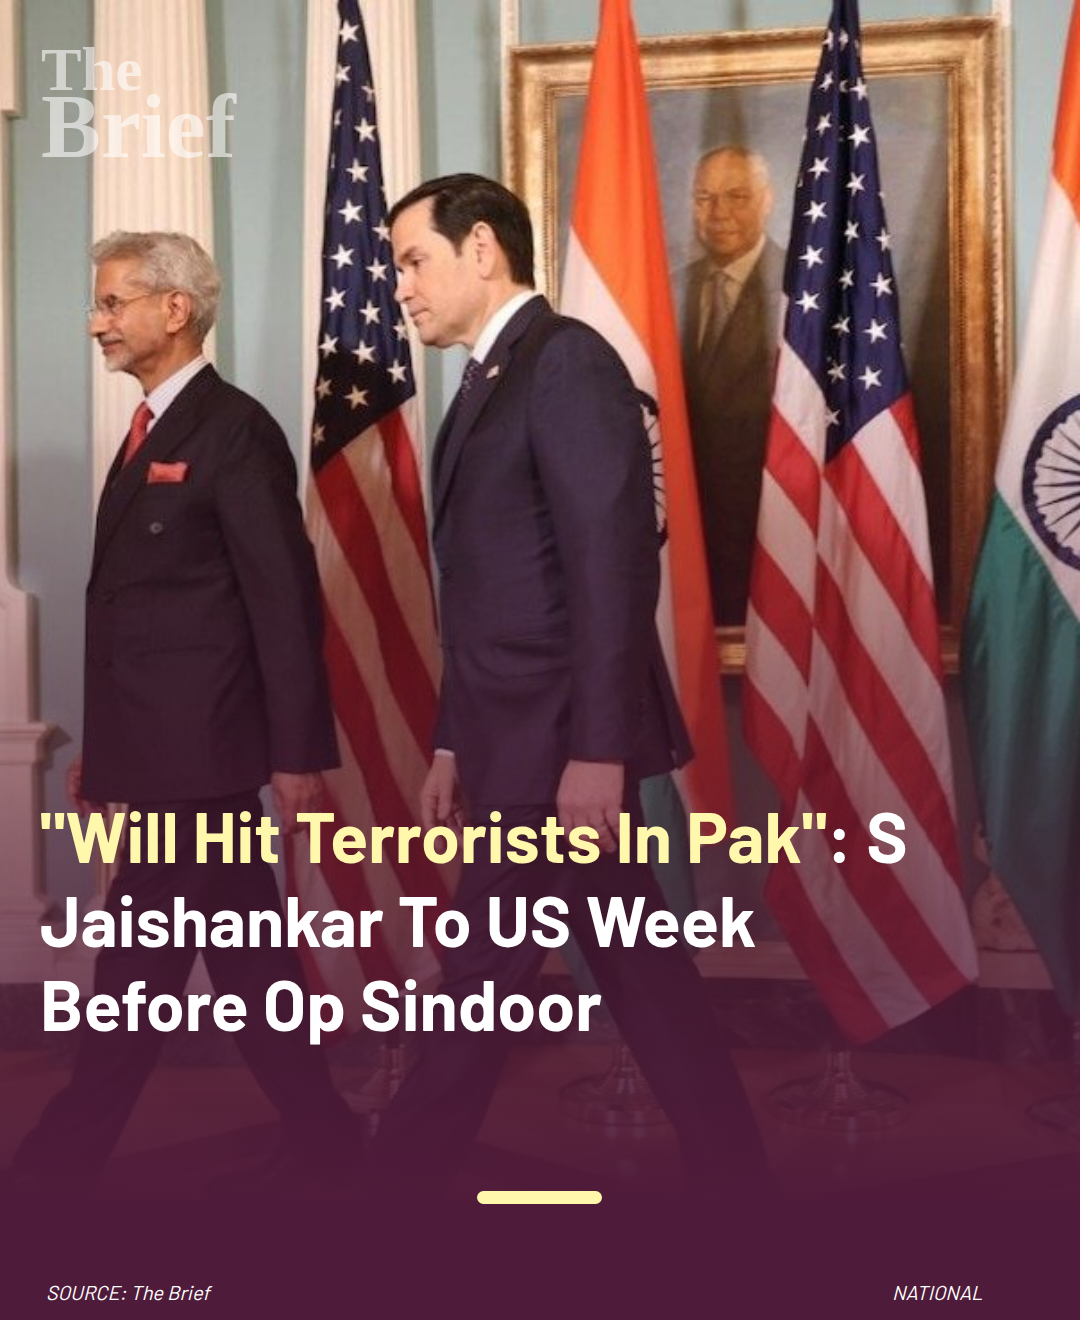 The
Brief
"Will Hit Terrorists In Pak": S
Jaishankar To US Week
Before Op Sindoor
SOURCE: The Brief
NATIONAL